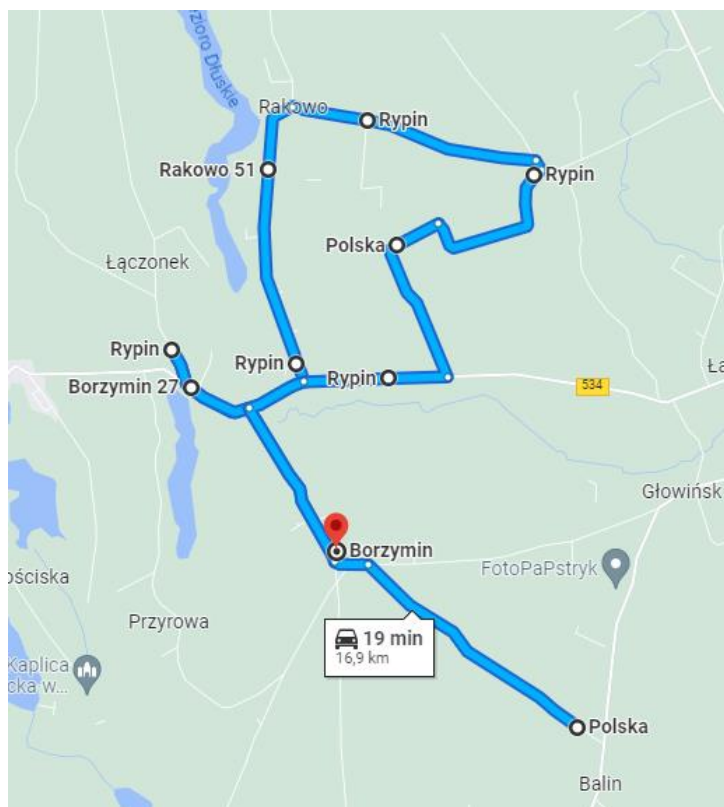 Jezioro Dłuskie
Rakowo
Rypin
Rakowo 51
Rypin
Polska
Łączonek
Rypin
Rypin
Rypin
Borzymin 27
534
Głowińsk
Borzymin
FotoPaPstryk
ościska
Przyrowa
19 min
16,9 km
Kaplica
cka w...
Polska
Balin